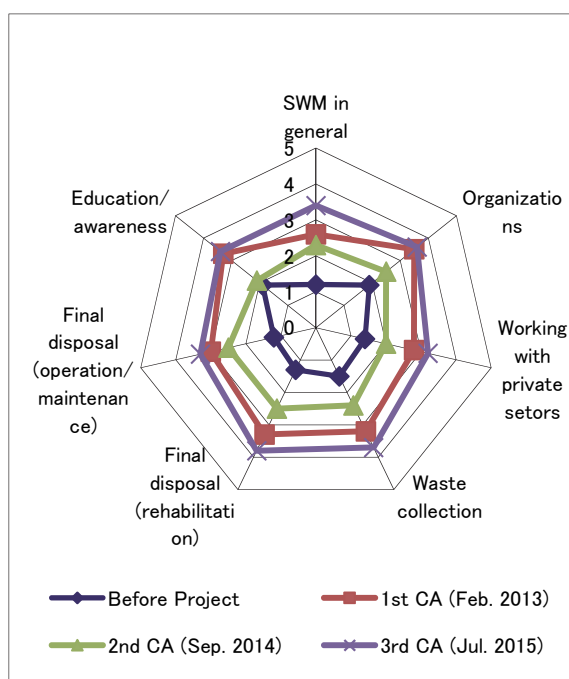 SWM in
general
5
4
3
2
1
0
Organizatio
ns
Working
with
private
setors
Waste
collection
Final
disposal
(rehabilitati
on)
Final
disposal
(operation/
maintenan
ce)
Education/
awareness
Before Project
1st CA (Feb. 2013)
2nd CA (Sep. 2014)
3rd CA (Jul. 2015)